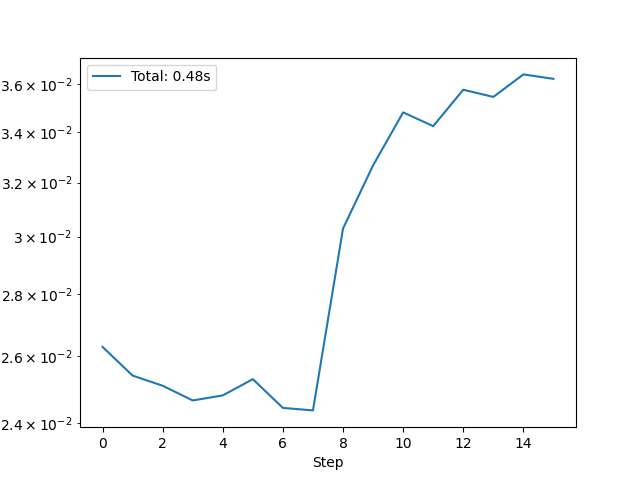 Total: 0.48s
3.6 × 10⁻²
3.4 × 10⁻²
3.2 × 10⁻²
3 × 10⁻²
2.8 × 10⁻²
2.6 × 10⁻²
2.4 × 10⁻²
0 2 4 6 8 10 12 14
Step